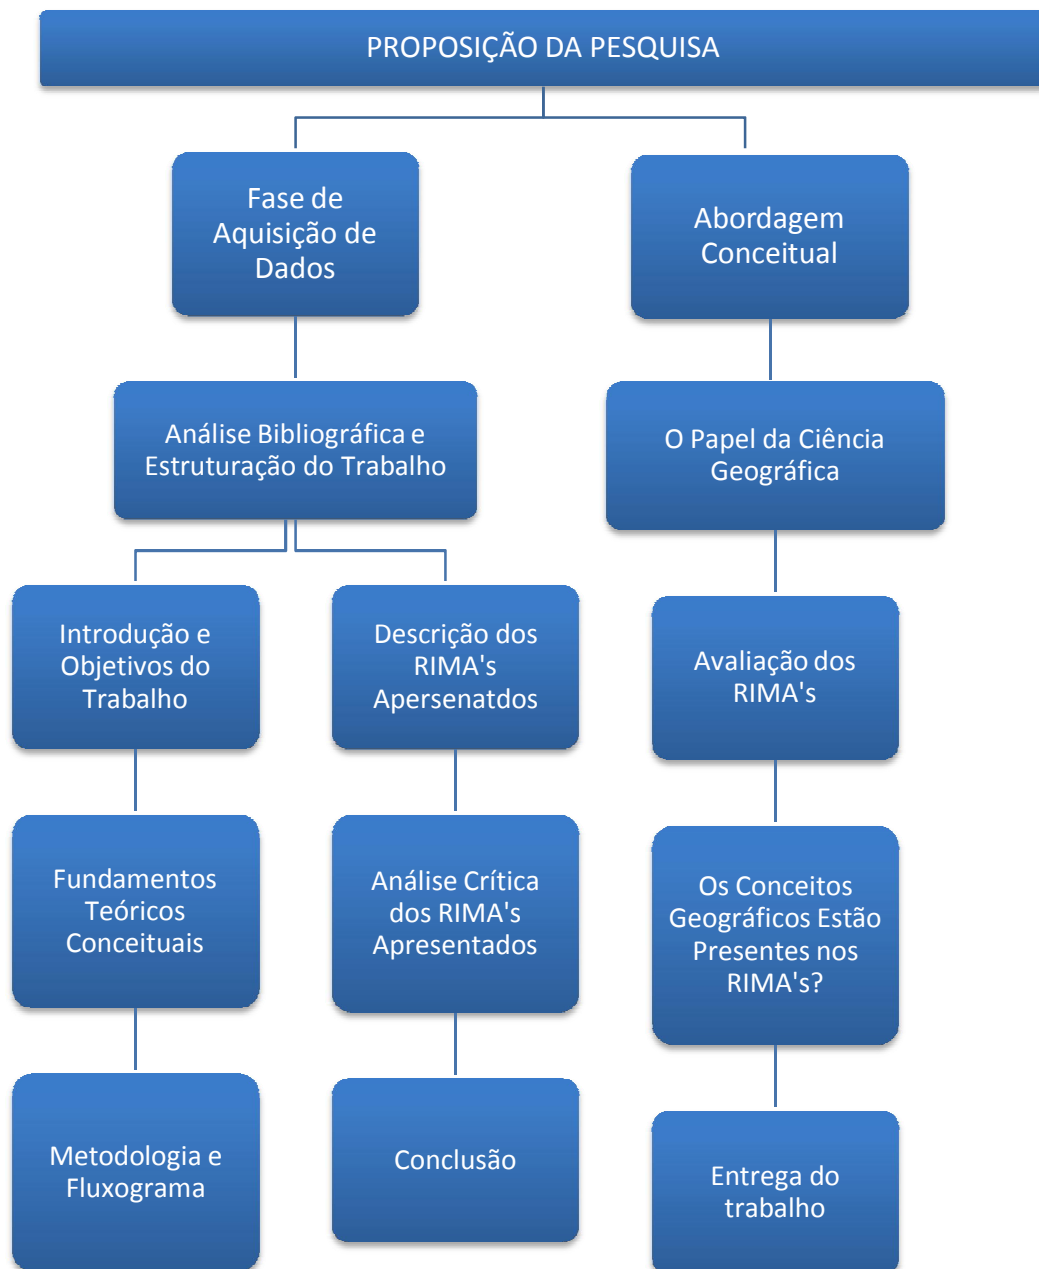 PROPOSIÇÃO DA PESQUISA
Fase de
Aquisição de
Dados
Abordagem
Conceitual
Análise Bibliográfica e
Estruturação do Trabalho
O Papel da Ciência
Geográfica
Introdução e
Objetivos do
Trabalho
Descrição dos
RIMA's
Apersenatdos
Avaliação dos
RIMA's
Fundamentos
Teóricos
Conceituais
Análise Crítica
dos RIMA's
Apresentados
Os Conceitos
Geográficos Estão
Presentes nos
RIMA's?
Metodologia e
Fluxograma
Conclusão
Entrega do
trabalho